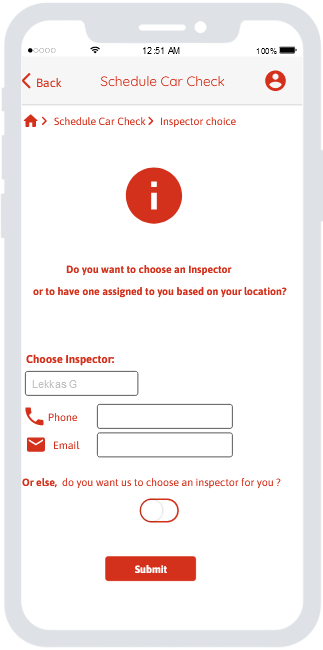 12:51 AM
100%
Back
Schedule Car Check
Schedule Car Check
Inspector choice
Do you want to choose an Inspector
or to have one assigned to you based on your location?
Choose Inspector:
Lekkas G
Phone
Email
Or else, do you want us to choose an inspector for you ?
Submit